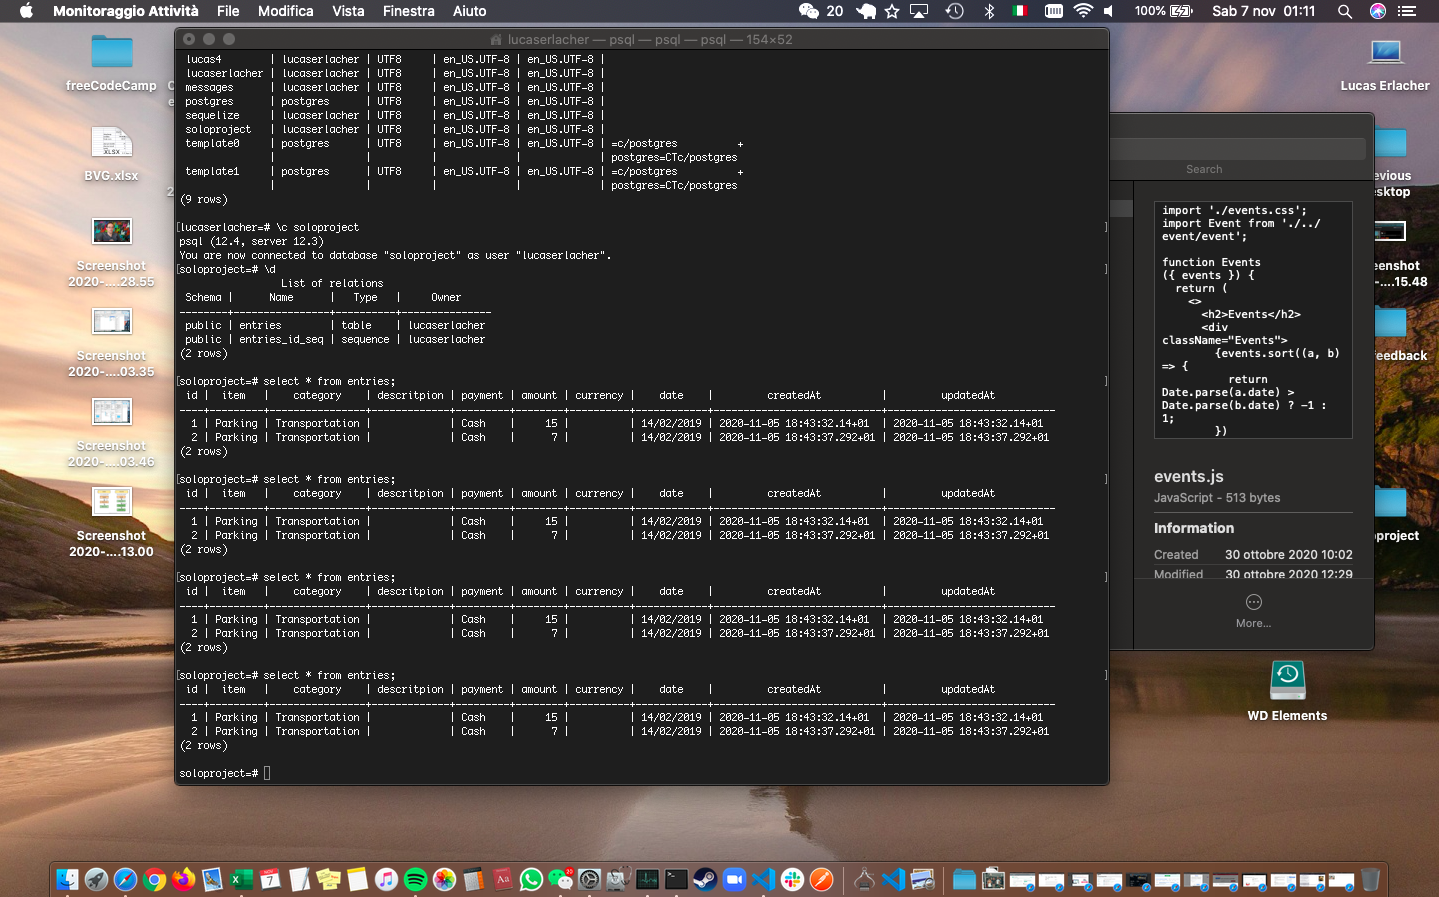 Monitoraggio Attività File Modifica Vista Finestra Aiuto 20 100% Sab 7 nov 01:11
lucaserlacher — psql — psql — psql — 154×52
lucas4 | lucaserlacher | UTF8 | en_US.UTF-8 | en_US.UTF-8 |
lucaserlacher | lucaserlacher | UTF8 | en_US.UTF-8 | en_US.UTF-8 |
messages | lucaserlacher | UTF8 | en_US.UTF-8 | en_US.UTF-8 |
postgres | postgres | UTF8 | en_US.UTF-8 | en_US.UTF-8 |
sequelize | lucaserlacher | UTF8 | en_US.UTF-8 | en_US.UTF-8 |
soloproject | lucaserlacher | UTF8 | en_US.UTF-8 | en_US.UTF-8 |
template0 | postgres | UTF8 | en_US.UTF-8 | en_US.UTF-8 | =c/postgres +
| | | | | postgres=CTc/postgres
template1 | postgres | UTF8 | en_US.UTF-8 | en_US.UTF-8 | =c/postgres +
| | | | | postgres=CTc/postgres
(9 rows)
[lucaserlacher=# \c soloproject ]
psql (12.4, server 12.3)
You are now connected to database "soloproject" as user "lucaserlacher".
[soloproject=# \d ]
List of relations
Schema | Name | Type | Owner
--------+----------------+----------+---------------
public | entries | table | lucaserlacher
public | entries_id_seq | sequence | lucaserlacher
(2 rows)
[soloproject=# select * from entries; ]
id | item | category | descritpion | payment | amount | currency | date | createdAt | updatedAt
----+---------+----------------+-------------+---------+--------+----------+------------+----------------------------+----------------------------
1 | Parking | Transportation | | Cash | 15 | | 14/02/2019 | 2020-11-05 18:43:32.14+01 | 2020-11-05 18:43:32.14+01
2 | Parking | Transportation | | Cash | 7 | | 14/02/2019 | 2020-11-05 18:43:37.292+01 | 2020-11-05 18:43:37.292+01
(2 rows)
[soloproject=# select * from entries; ]
id | item | category | descritpion | payment | amount | currency | date | createdAt | updatedAt
----+---------+----------------+-------------+---------+--------+----------+------------+----------------------------+----------------------------
1 | Parking | Transportation | | Cash | 15 | | 14/02/2019 | 2020-11-05 18:43:32.14+01 | 2020-11-05 18:43:32.14+01
2 | Parking | Transportation | | Cash | 7 | | 14/02/2019 | 2020-11-05 18:43:37.292+01 | 2020-11-05 18:43:37.292+01
(2 rows)
[soloproject=# select * from entries; ]
id | item | category | descritpion | payment | amount | currency | date | createdAt | updatedAt
----+---------+----------------+-------------+---------+--------+----------+------------+----------------------------+----------------------------
1 | Parking | Transportation | | Cash | 15 | | 14/02/2019 | 2020-11-05 18:43:32.14+01 | 2020-11-05 18:43:32.14+01
2 | Parking | Transportation | | Cash | 7 | | 14/02/2019 | 2020-11-05 18:43:37.292+01 | 2020-11-05 18:43:37.292+01
(2 rows)
[soloproject=# select * from entries; ]
id | item | category | descritpion | payment | amount | currency | date | createdAt | updatedAt
----+---------+----------------+-------------+---------+--------+----------+------------+----------------------------+----------------------------
1 | Parking | Transportation | | Cash | 15 | | 14/02/2019 | 2020-11-05 18:43:32.14+01 | 2020-11-05 18:43:32.14+01
2 | Parking | Transportation | | Cash | 7 | | 14/02/2019 | 2020-11-05 18:43:37.292+01 | 2020-11-05 18:43:37.292+01
(2 rows)
soloproject=#
freeCodeCamp
XLSX
BVG.xlsx
Screenshot
2020-....28.55
Screenshot
2020-....03.35
Screenshot
2020-....03.46
Screenshot
2020-....13.00
Search
import './events.css';
import Event from './../
event/event';
function Events
({ events }) {
return (
<>
<h2>Events</h2>
<div
className="Events">
{events.sort((a, b)
=> {
return
Date.parse(a.date) >
Date.parse(b.date) ? -1 :
1;
})
events.js
JavaScript - 513 bytes
Information
Created 30 ottobre 2020 10:02
Modified 30 ottobre 2020 12:29
More...
Lucas Erlacher
evious
sktop
eenshot
-....15.48
feedback
oproject
WD Elements